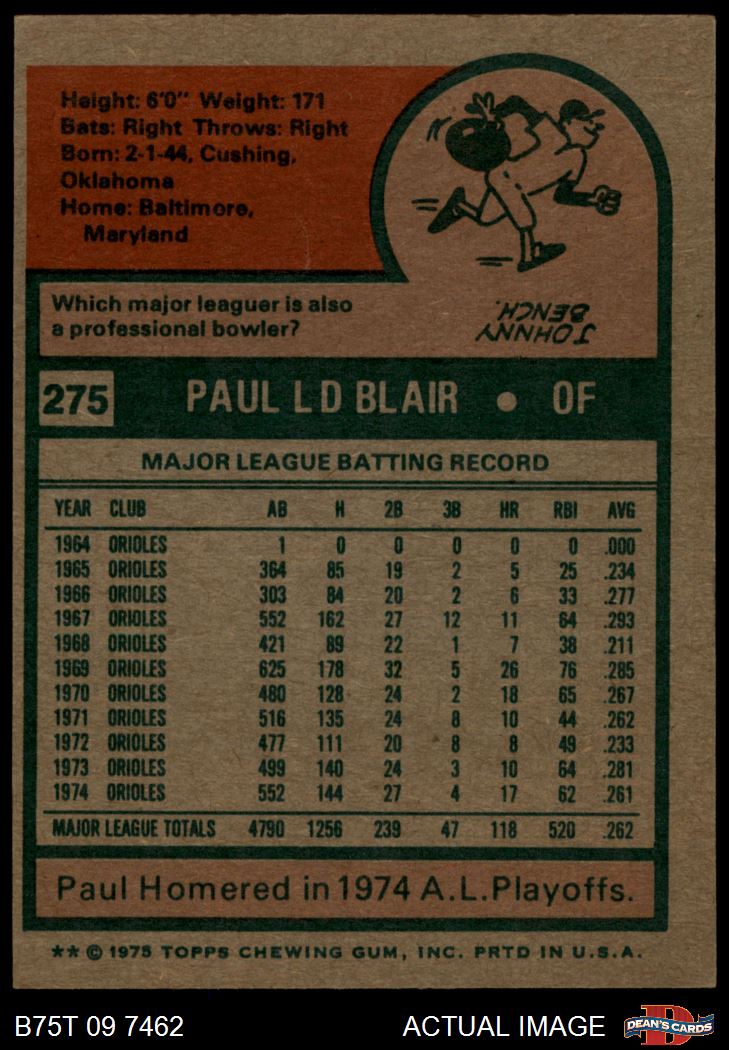 Height: 6'0" Weight: 171
Bats: Right Throws: Right
Born: 2-1-44, Cushing,
Oklahoma
Home: Baltimore,
Maryland
Which major leaguer is also
a professional bowler?
JOHNNY
BENCH.
275 PAUL L D BLAIR • OF
MAJOR LEAGUE BATTING RECORD
YEAR CLUB AB H 2B 3B HR RBI AVG
1964 ORIOLES 1 0 0 0 0 0 .000
1965 ORIOLES 364 85 19 2 5 25 .234
1966 ORIOLES 303 84 20 2 6 33 .277
1967 ORIOLES 552 162 27 12 11 64 .293
1968 ORIOLES 421 89 22 1 7 38 .211
1969 ORIOLES 625 178 32 5 26 76 .285
1970 ORIOLES 480 128 24 2 18 65 .267
1971 ORIOLES 516 135 24 8 10 44 .262
1972 ORIOLES 477 111 20 8 8 49 .233
1973 ORIOLES 499 140 24 3 10 64 .281
1974 ORIOLES 552 144 27 4 17 62 .261
MAJOR LEAGUE TOTALS 4790 1256 239 47 118 520 .262
Paul Homered in 1974 A.L. Playoffs.
** © 1975 TOPPS CHEWING GUM, INC. PRTD IN U.S.A.
B75T 09 7462 ACTUAL IMAGE D DEAN'S CARDS